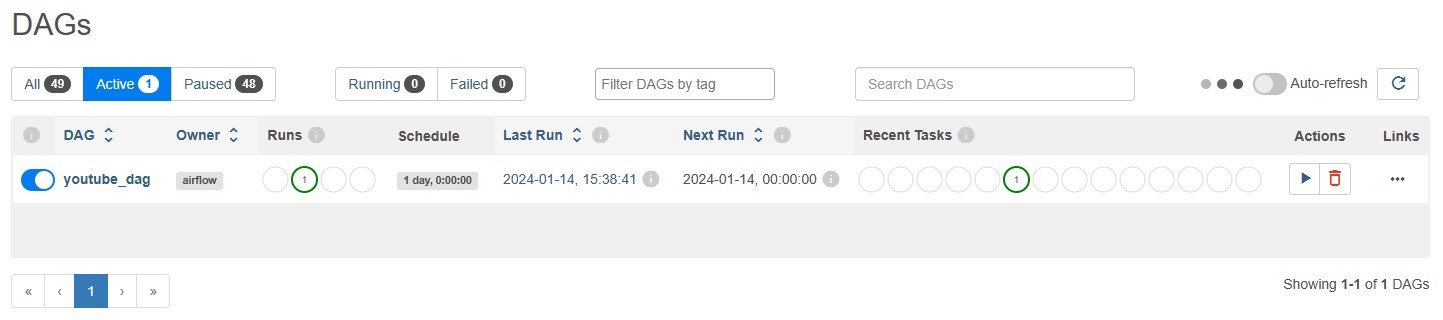 DAGs
All 49 Active 1 Paused 48 Running 0 Failed 0 Filter DAGs by tag Search DAGs Auto-refresh
i DAG Owner Runs i Schedule Last Run i Next Run i Recent Tasks i Actions Links
youtube_dag airflow 1 1 day, 0:00:00 2024-01-14, 15:38:41 i 2024-01-14, 00:00:00 i 1
« ‹ 1 › »
Showing 1-1 of 1 DAGs